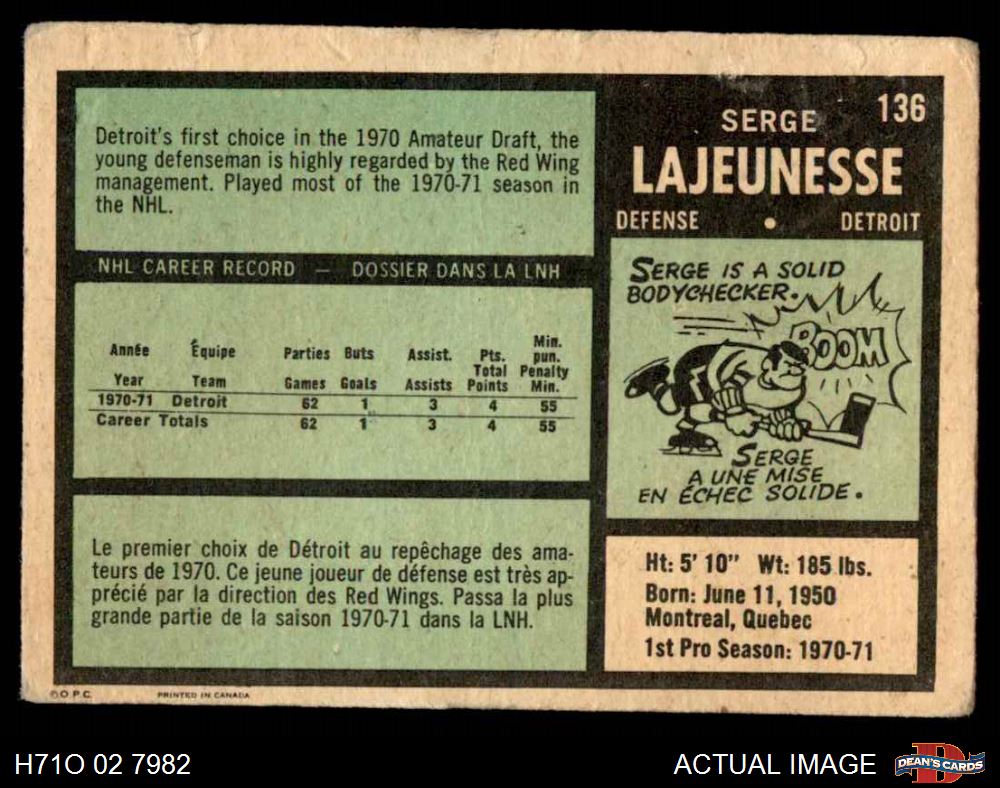 136
SERGE
LAJEUNESSE
DEFENSE • DETROIT
Detroit's first choice in the 1970 Amateur Draft, the
young defenseman is highly regarded by the Red Wing
management. Played most of the 1970-71 season in
the NHL.
NHL CAREER RECORD — DOSSIER DANS LA LNH
Année Équipe Parties Buts Assist. Pts. Total Min. pun.
Year Team Games Goals Assists Points Penalty Min.
1970-71 Detroit 62 1 3 4 55
Career Totals 62 1 3 4 55
Le premier choix de Détroit au repêchage des ama-
teurs de 1970. Ce jeune joueur de défense est très ap-
précié par la direction des Red Wings. Passa la plus
grande partie de la saison 1970-71 dans la LNH.
SERGE IS A SOLID
BODYCHECKER.
BOOM
SERGE
A UNE MISE
EN ÉCHEC SOLIDE.
Ht: 5' 10" Wt: 185 lbs.
Born: June 11, 1950
Montreal, Quebec
1st Pro Season: 1970-71
© O.P.C. PRINTED IN CANADA
H71O 02 7982
ACTUAL IMAGE
DEAN'S CARDS